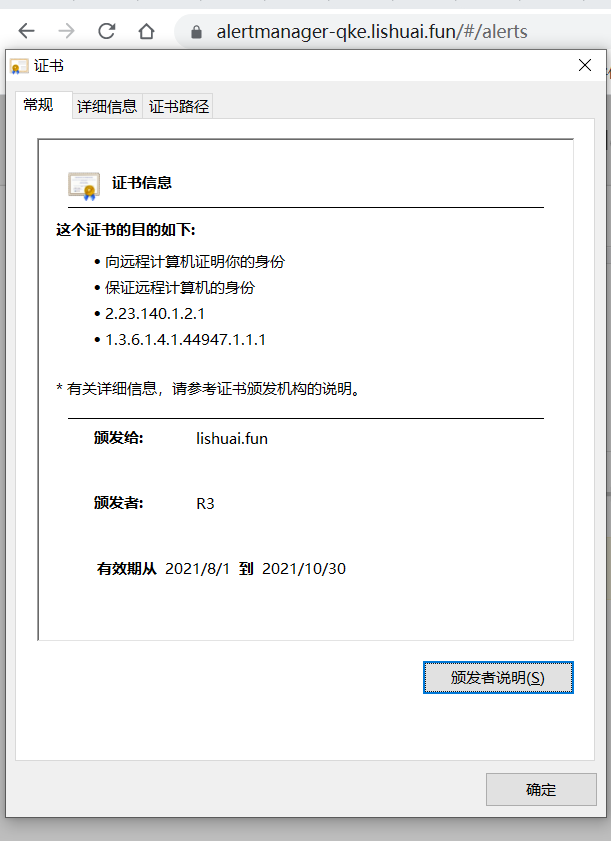 alertmanager-qke.lishuai.fun/#/alerts
证书
常规 详细信息 证书路径
证书信息
这个证书的目的如下:
• 向远程计算机证明你的身份
• 保证远程计算机的身份
• 2.23.140.1.2.1
• 1.3.6.1.4.1.44947.1.1.1
* 有关详细信息，请参考证书颁发机构的说明。
颁发给: lishuai.fun
颁发者: R3
有效期从 2021/8/1 到 2021/10/30
颁发者说明(S)
确定